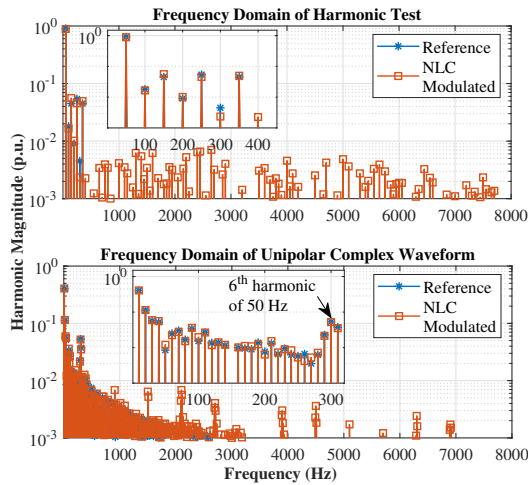 Frequency Domain of Harmonic Test
10^0
10^-1
10^-2
10^-3
10^0
100 200 300 400
Reference
NLC
Modulated
1000 2000 3000 4000 5000 6000 7000 8000
Harmonic Magnitude (p.u.)
Frequency Domain of Unipolar Complex Waveform
10^0
10^-1
10^-2
10^-3
10^0
6th harmonic
of 50 Hz
100 200 300
Reference
NLC
Modulated
1000 2000 3000 4000 5000 6000 7000 8000
Frequency (Hz)